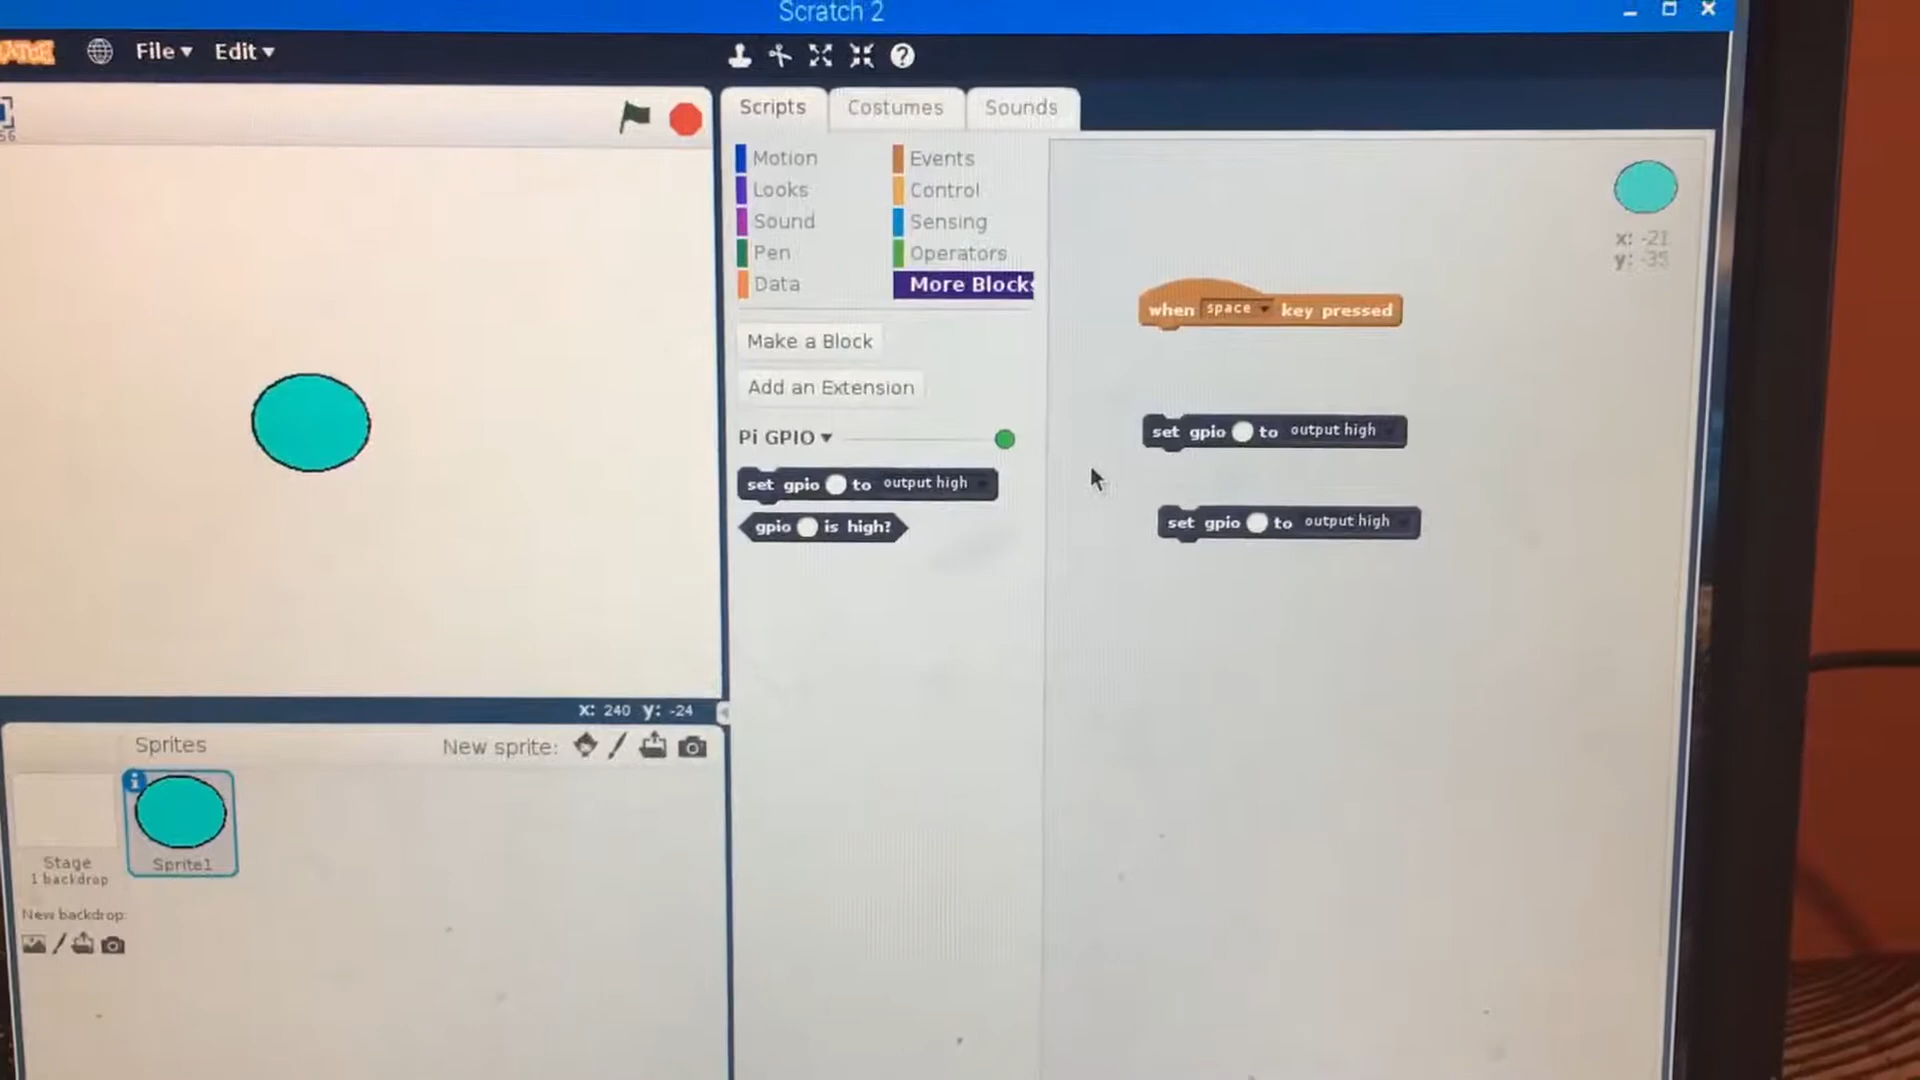 Scratch 2
File Edit
Scripts Costumes Sounds
Motion Events
Looks Control
Sound Sensing
Pen Operators
Data More Blocks
Make a Block
Add an Extension
Pi GPIO
set gpio to output high
gpio is high?
x: -21
y: -35
when space key pressed
set gpio to output high
set gpio to output high
x: 240 y: -24
Sprites New sprite:
Stage
1 backdrop
Sprite1
New backdrop: